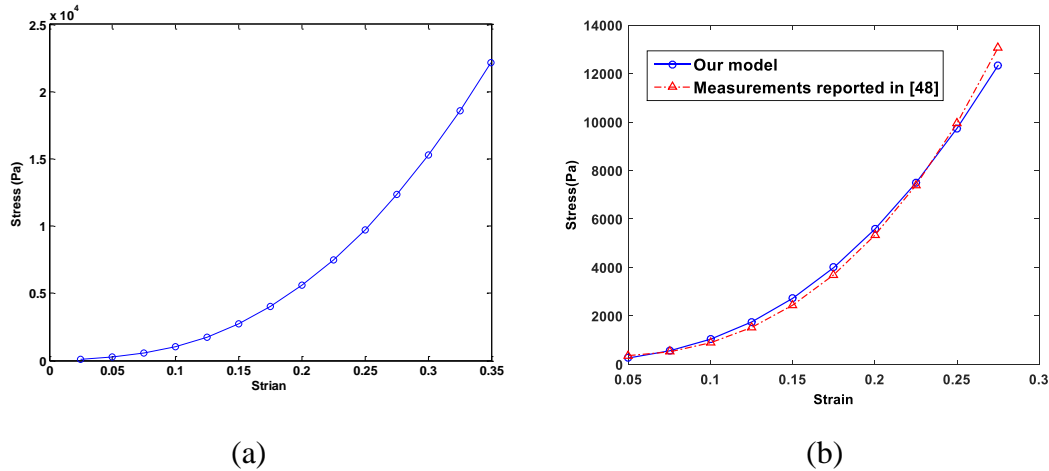 2.5 x 10^4
2
1.5
1
0.5
0
Stress (Pa)
0 0.05 0.1 0.15 0.2 0.25 0.3 0.35
Strian
(a)
14000
12000
10000
8000
6000
4000
2000
0
Stress(Pa)
Our model
Measurements reported in [48]
0.05 0.1 0.15 0.2 0.25 0.3
Strain
(b)